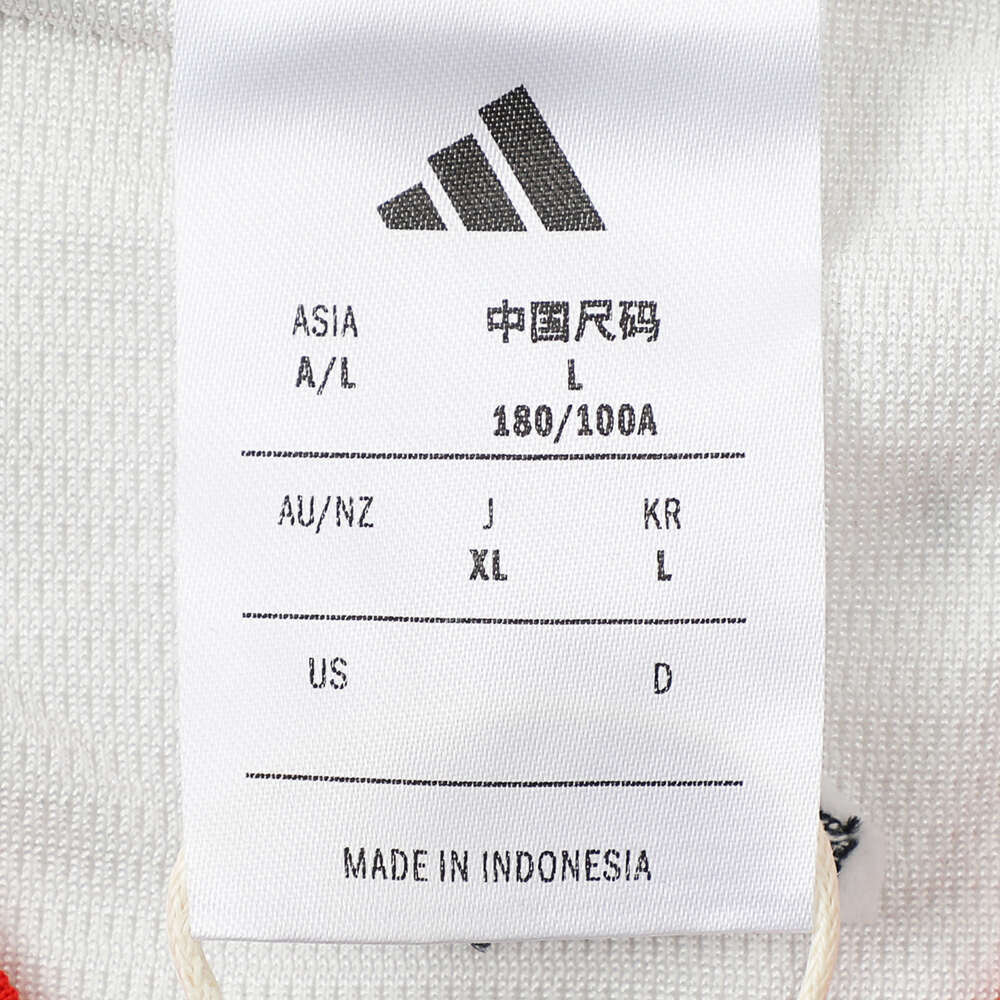 ASIA 中国尺码
A/L L
180/100A
AU/NZ J KR
XL L
US D
MADE IN INDONESIA